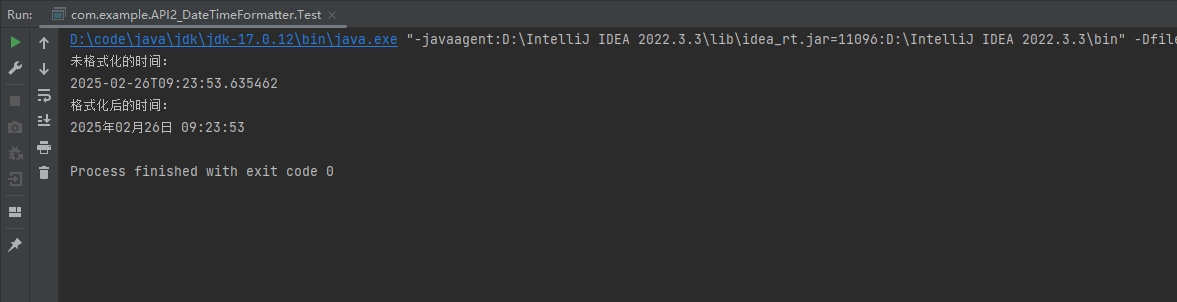 Run: com.example.API2_DateTimeFormatter.Test
D:\code\java\jdk\jdk-17.0.12\bin\java.exe "-javaagent:D:\IntelliJ IDEA 2022.3.3\lib\idea_rt.jar=11096:D:\IntelliJ IDEA 2022.3.3\bin" -Dfile
未格式化的时间:
2025-02-26T09:23:53.635462
格式化后的时间:
2025年02月26日 09:23:53
Process finished with exit code 0